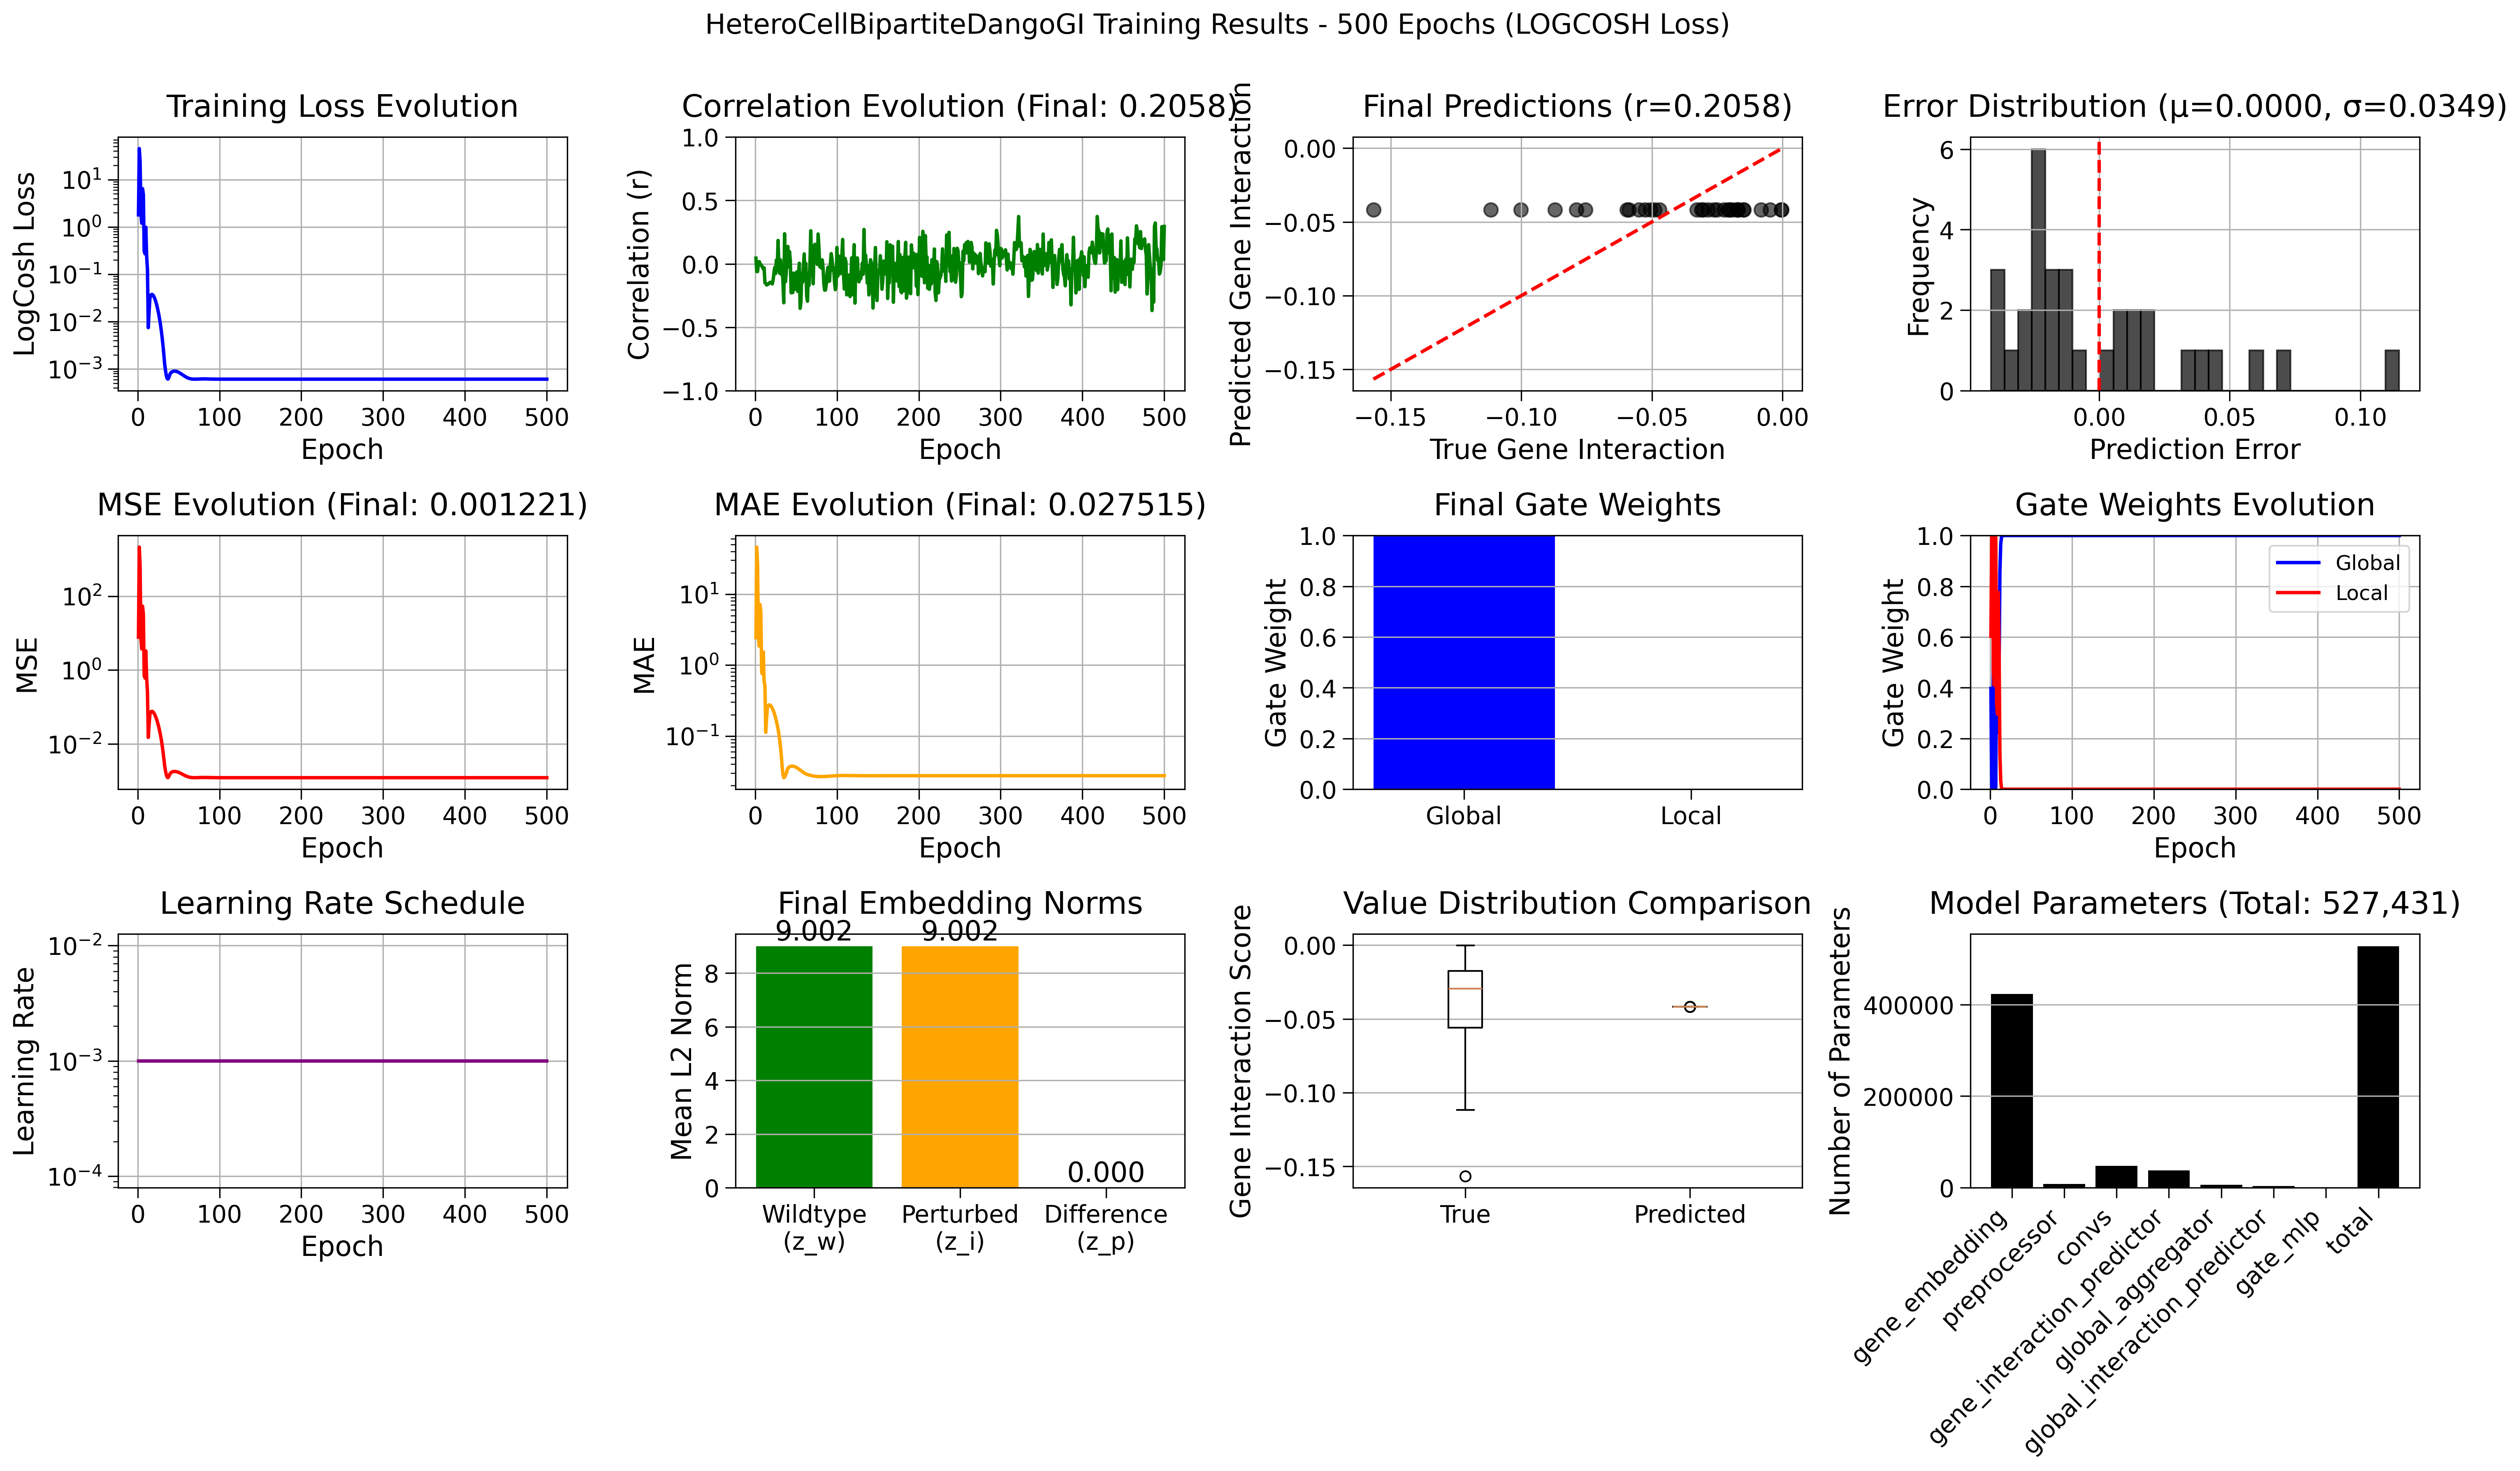 HeteroCellBipartiteDangoGI Training Results - 500 Epochs (LOGCOSH Loss)
Training Loss Evolution
LogCosh Loss
10¹
10⁰
10⁻¹
10⁻²
10⁻³
0 100 200 300 400 500
Epoch
Correlation Evolution (Final: 0.2058)
Correlation (r)
1.0
0.5
0.0
−0.5
−1.0
0 100 200 300 400 500
Epoch
Final Predictions (r=0.2058)
Predicted Gene Interaction
0.00
−0.05
−0.10
−0.15
−0.15 −0.10 −0.05 0.00
True Gene Interaction
Error Distribution (μ=0.0000, σ=0.0349)
Frequency
6
4
2
0
0.00 0.05 0.10
Prediction Error
MSE Evolution (Final: 0.001221)
MSE
10²
10⁰
10⁻²
0 100 200 300 400 500
Epoch
MAE Evolution (Final: 0.027515)
MAE
10¹
10⁰
10⁻¹
0 100 200 300 400 500
Epoch
Final Gate Weights
Gate Weight
1.0
0.8
0.6
0.4
0.2
0.0
Global Local
Gate Weights Evolution
Gate Weight
1.0
0.8
0.6
0.4
0.2
0.0
Global
Local
0 100 200 300 400 500
Epoch
Learning Rate Schedule
Learning Rate
10⁻²
10⁻³
10⁻⁴
0 100 200 300 400 500
Epoch
Final Embedding Norms
Mean L2 Norm
8
6
4
2
0
9.002 9.002 0.000
Wildtype Perturbed Difference
(z_w) (z_i) (z_p)
Value Distribution Comparison
Gene Interaction Score
0.00
−0.05
−0.10
−0.15
True Predicted
Model Parameters (Total: 527,431)
Number of Parameters
400000
200000
0
gene_embedding
preprocessor
convs
gene_interaction_predictor
global_aggregator
global_interaction_predictor
gate_mlp
total